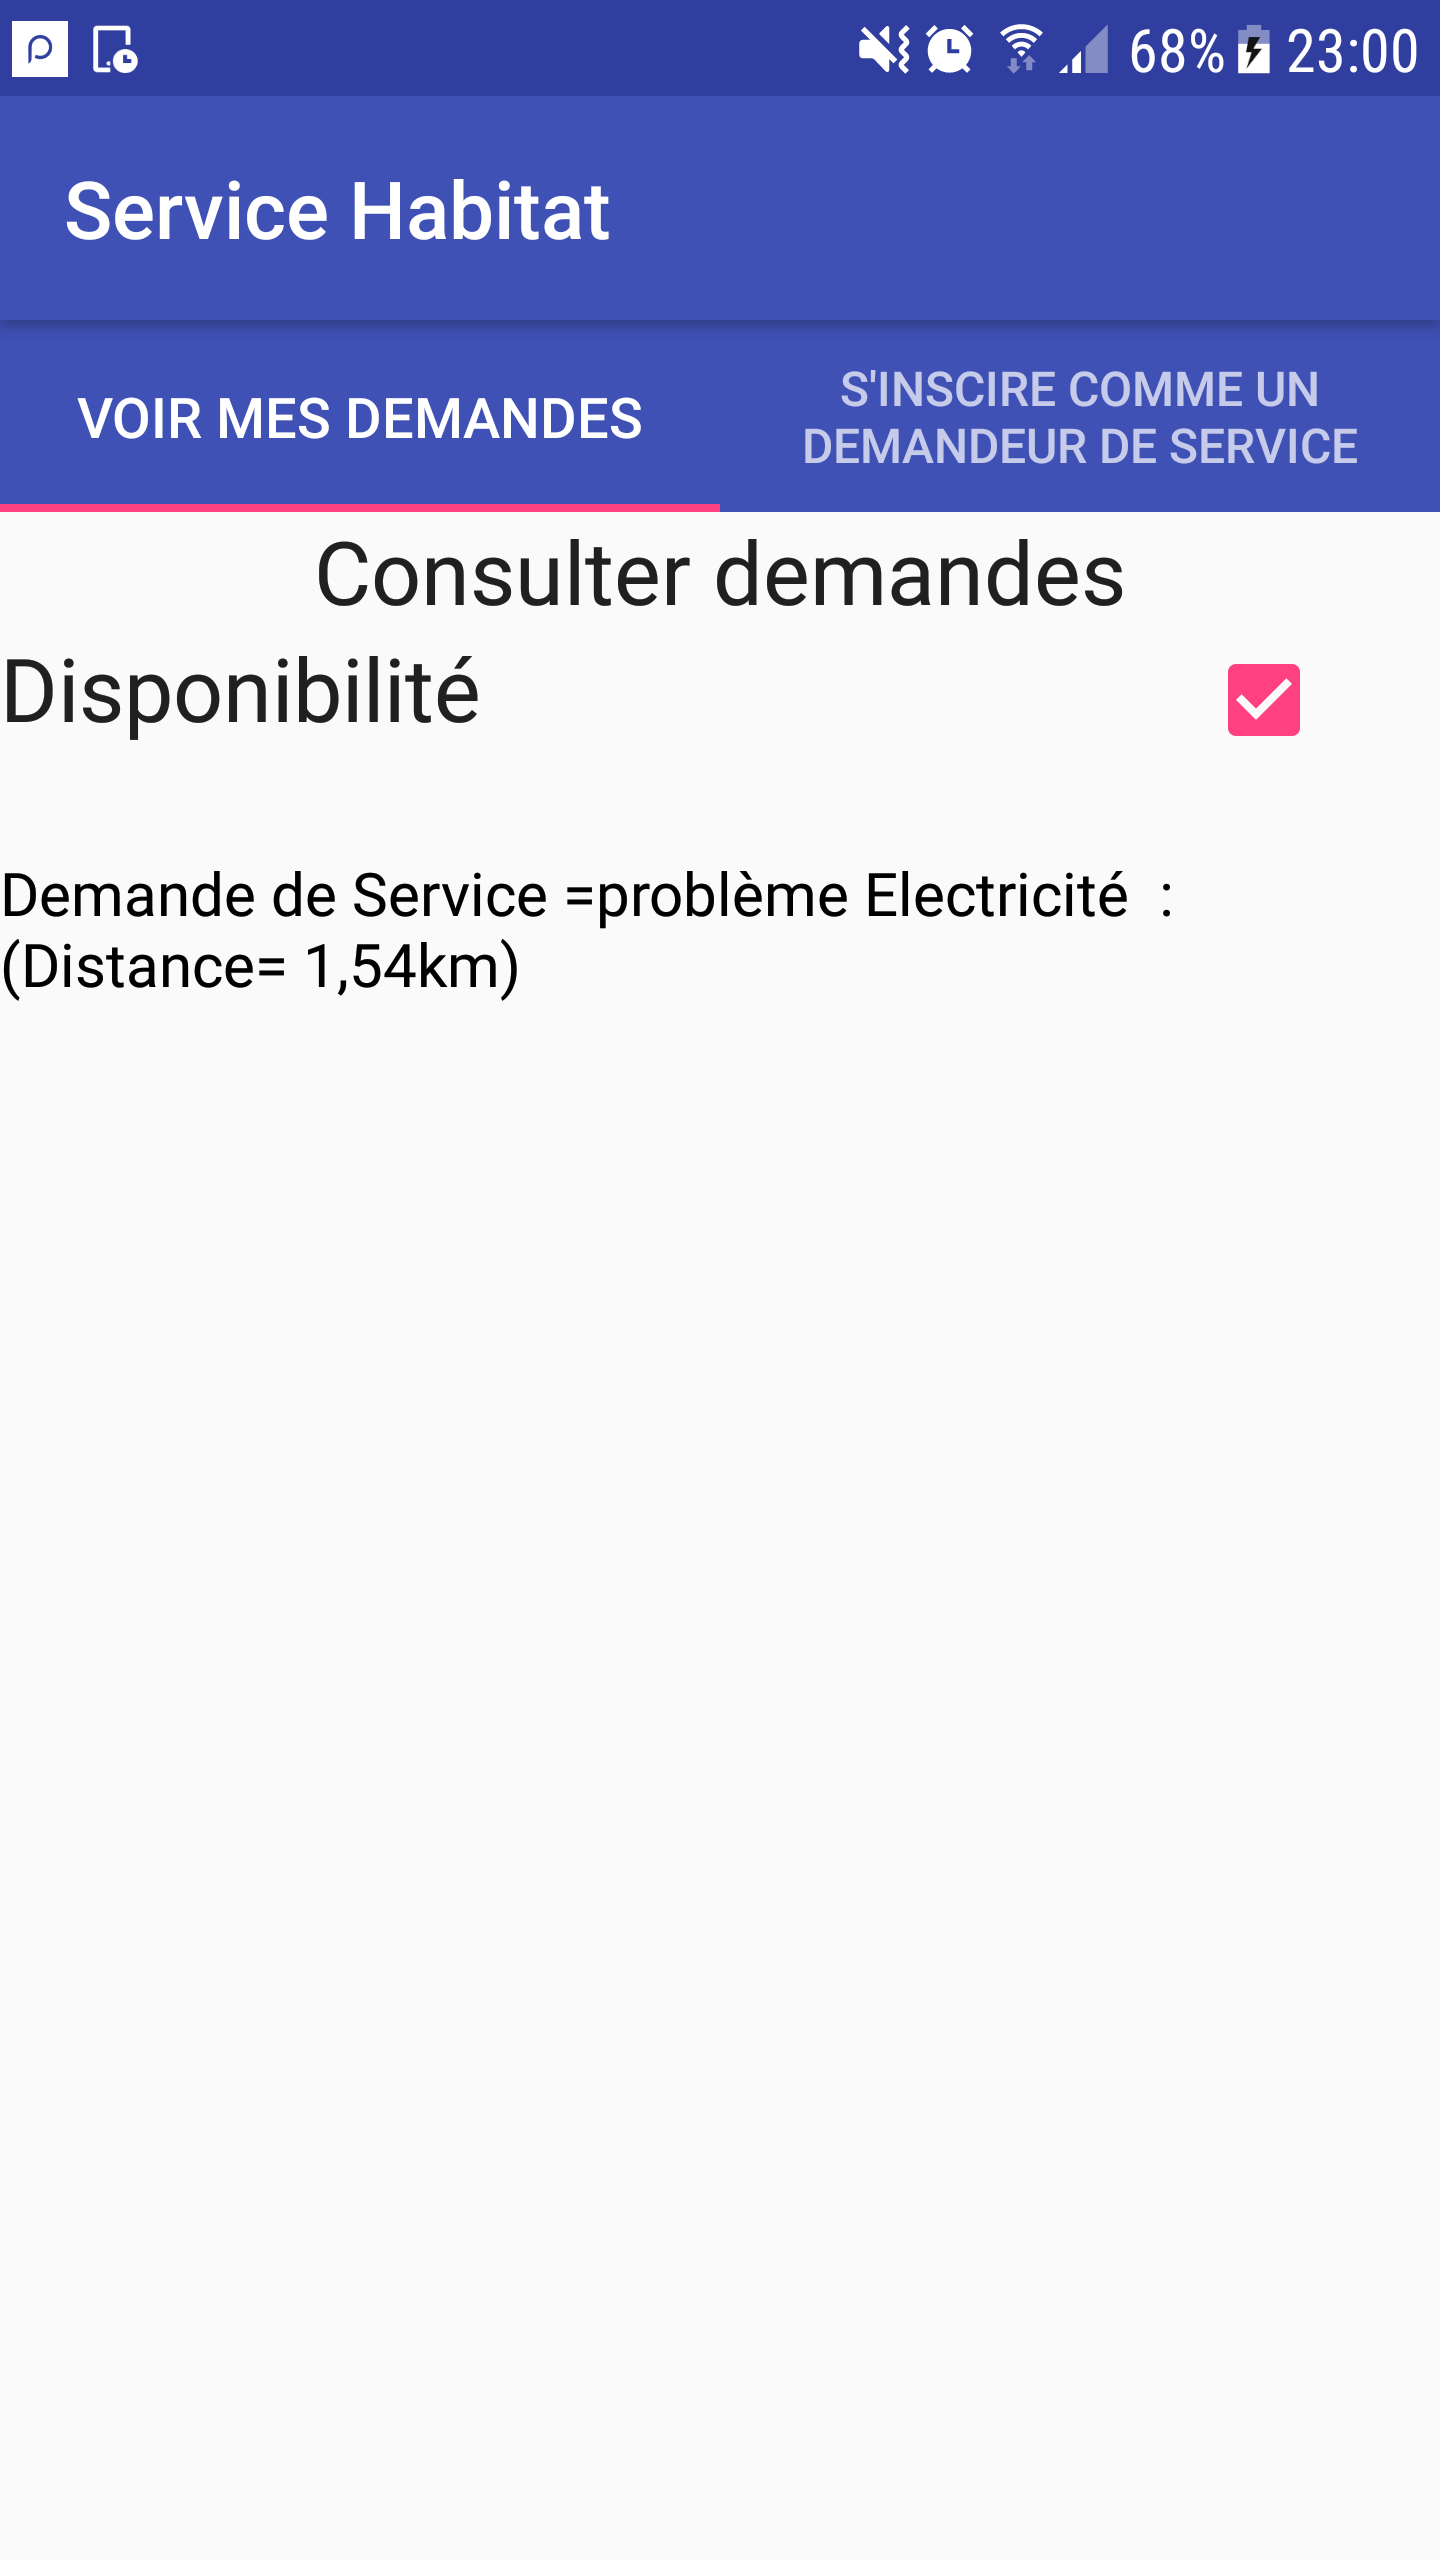 68% 23:00
Service Habitat
VOIR MES DEMANDES
S'INSCIRE COMME UN
DEMANDEUR DE SERVICE
Consulter demandes
Disponibilité
Demande de Service =problème Electricité  :
(Distance= 1,54km)